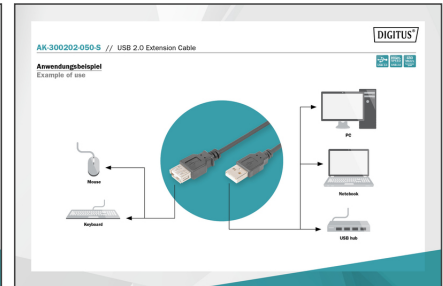 DIGITUS®
AK-300202-050-S // USB 2.0 Extension Cable
Anwendungsbeispiel
Example of use
PC
Mouse
Notebook
Keyboard
USB hub